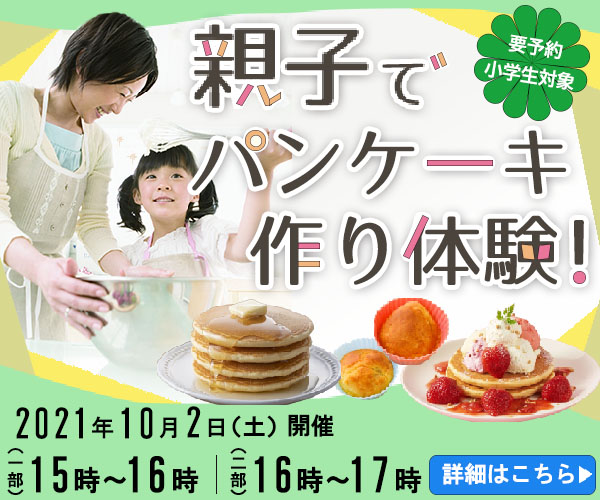 親子で
パンケーキ
作り体験!
要予約
小学生対象
2021年10月2日(土)開催
(一部)15時~16時
(二部)16時~17時
詳細はこちら▶